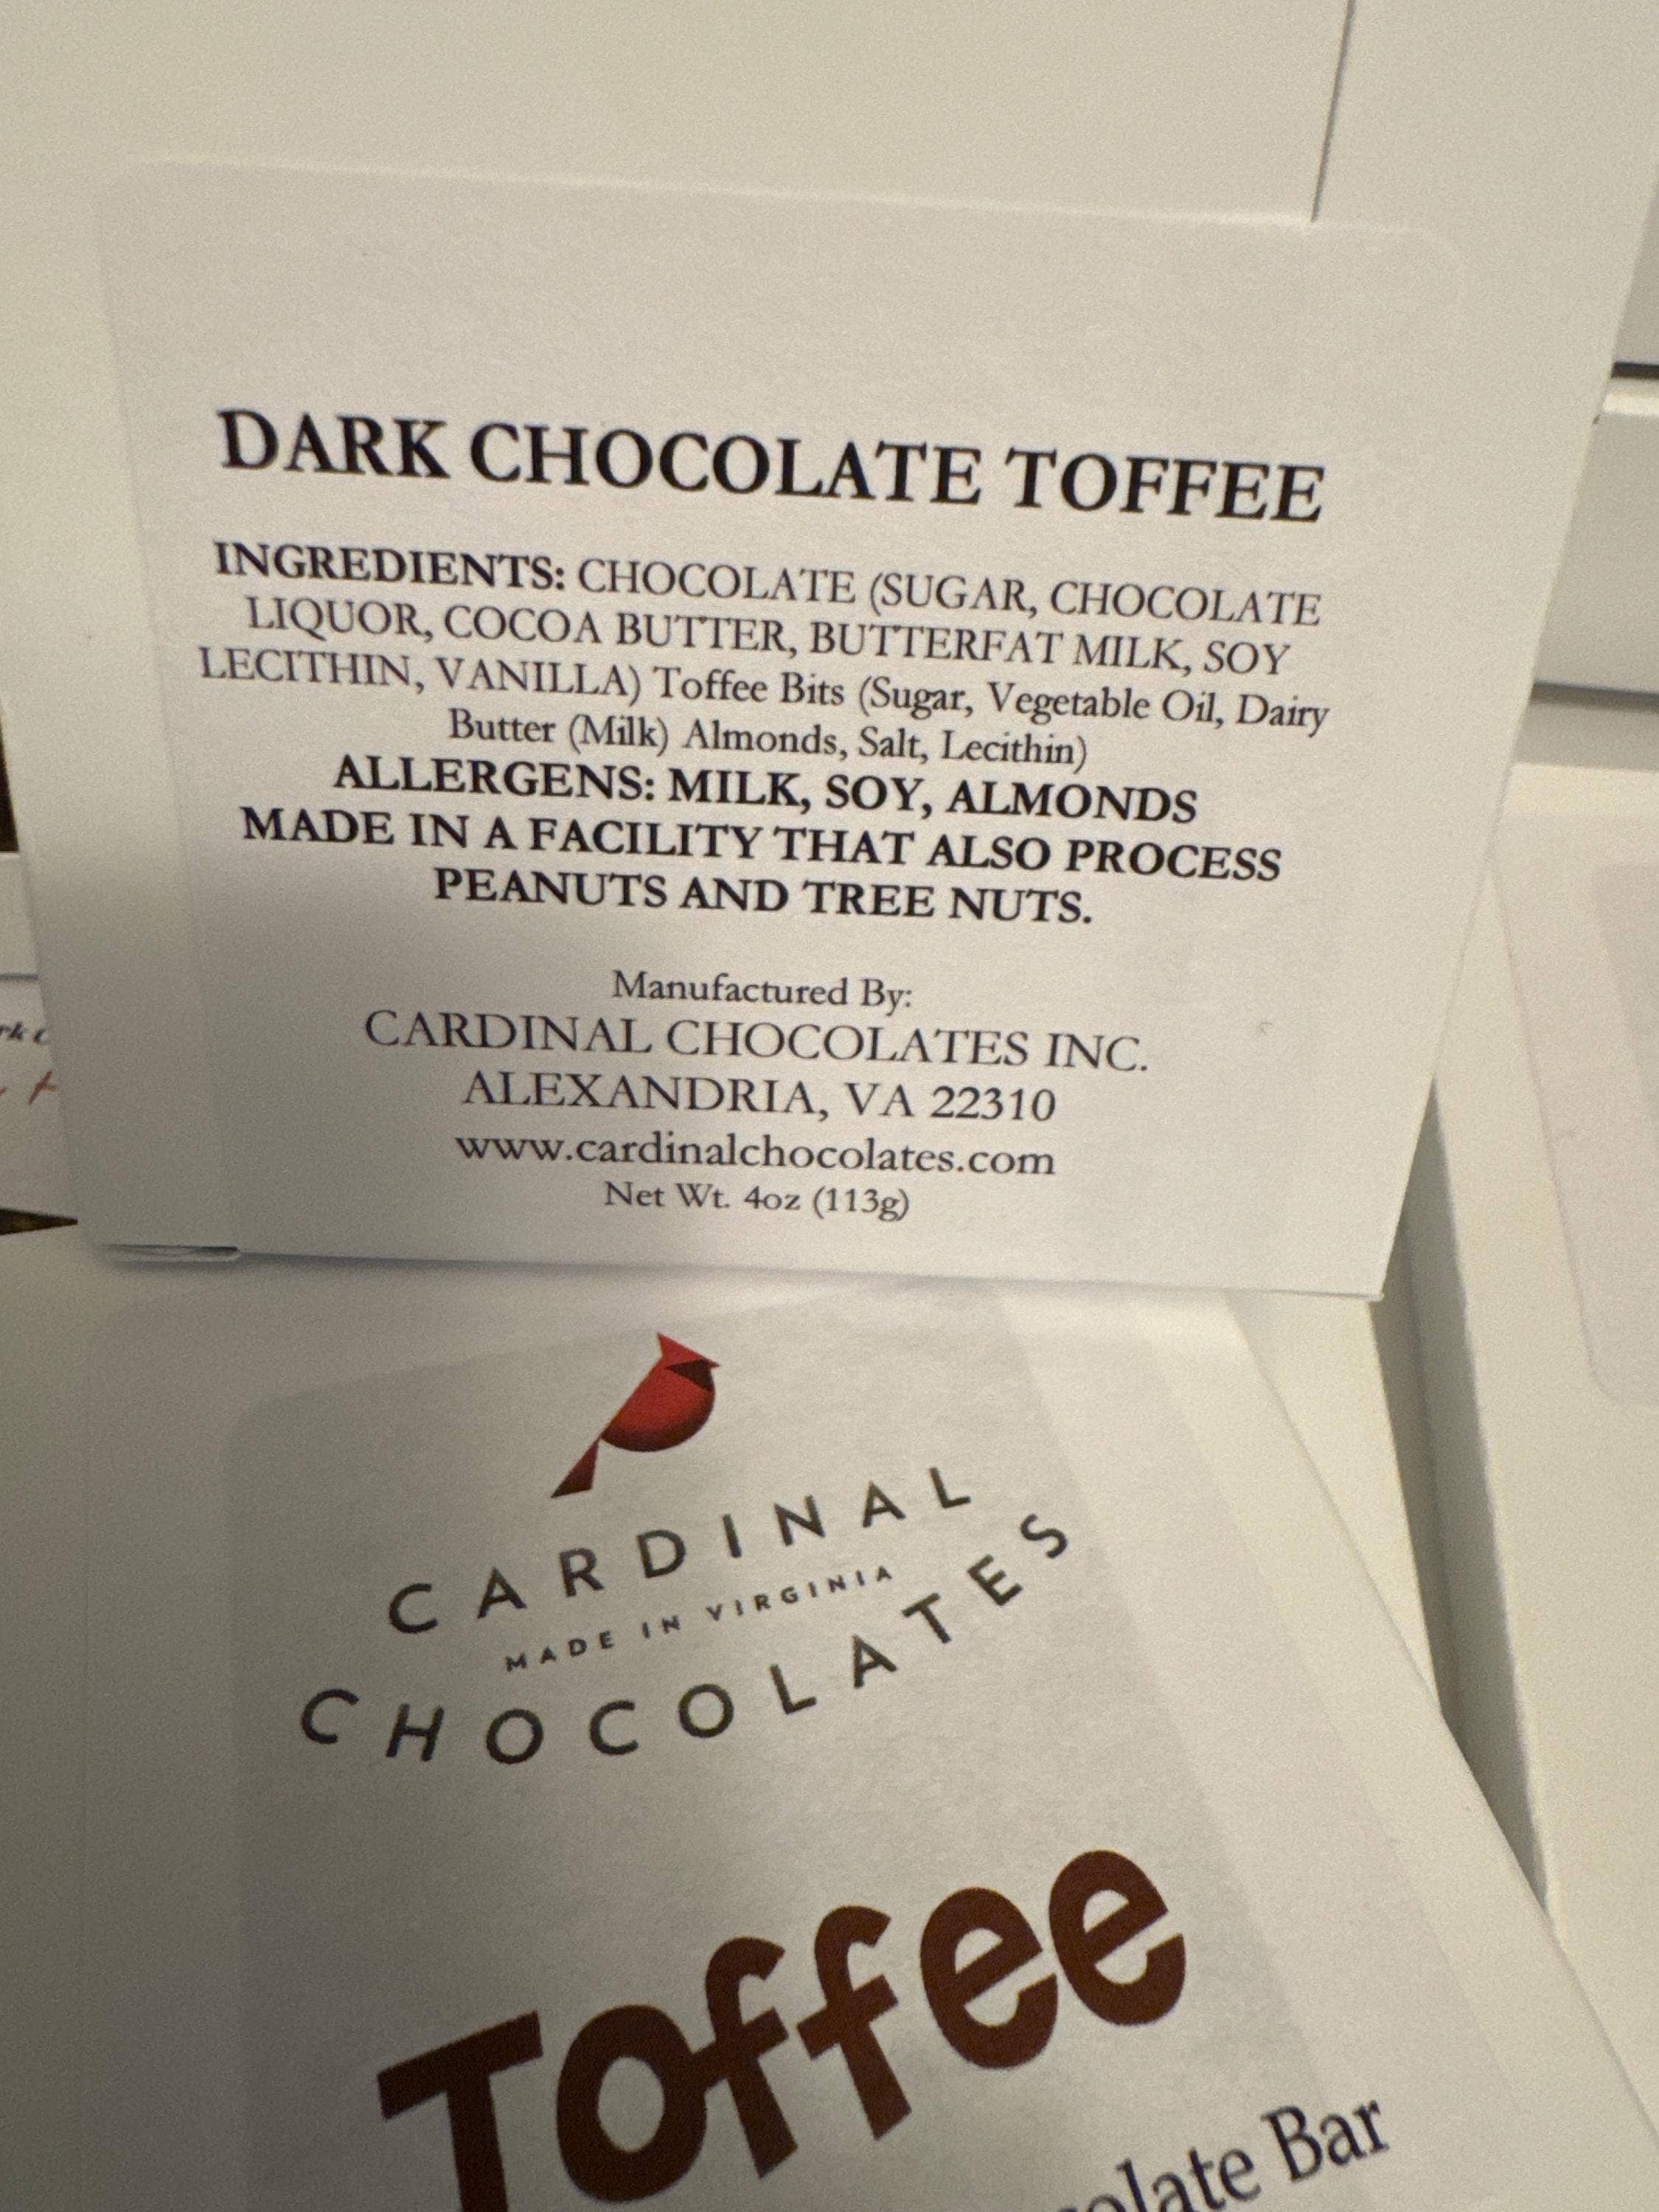 DARK CHOCOLATE TOFFEE
INGREDIENTS: CHOCOLATE (SUGAR, CHOCOLATE
LIQUOR, COCOA BUTTER, BUTTERFAT MILK, SOY
LECITHIN, VANILLA) Toffee Bits (Sugar, Vegetable Oil, Dairy
Butter (Milk) Almonds, Salt, Lecithin)
ALLERGENS: MILK, SOY, ALMONDS
MADE IN A FACILITY THAT ALSO PROCESS
PEANUTS AND TREE NUTS.
Manufactured By:
CARDINAL CHOCOLATES INC.
ALEXANDRIA, VA 22310
www.cardinalchocolates.com
Net Wt. 4oz (113g)
CARDINAL
MADE IN VIRGINIA
CHOCOLATES
Toffee
Bar